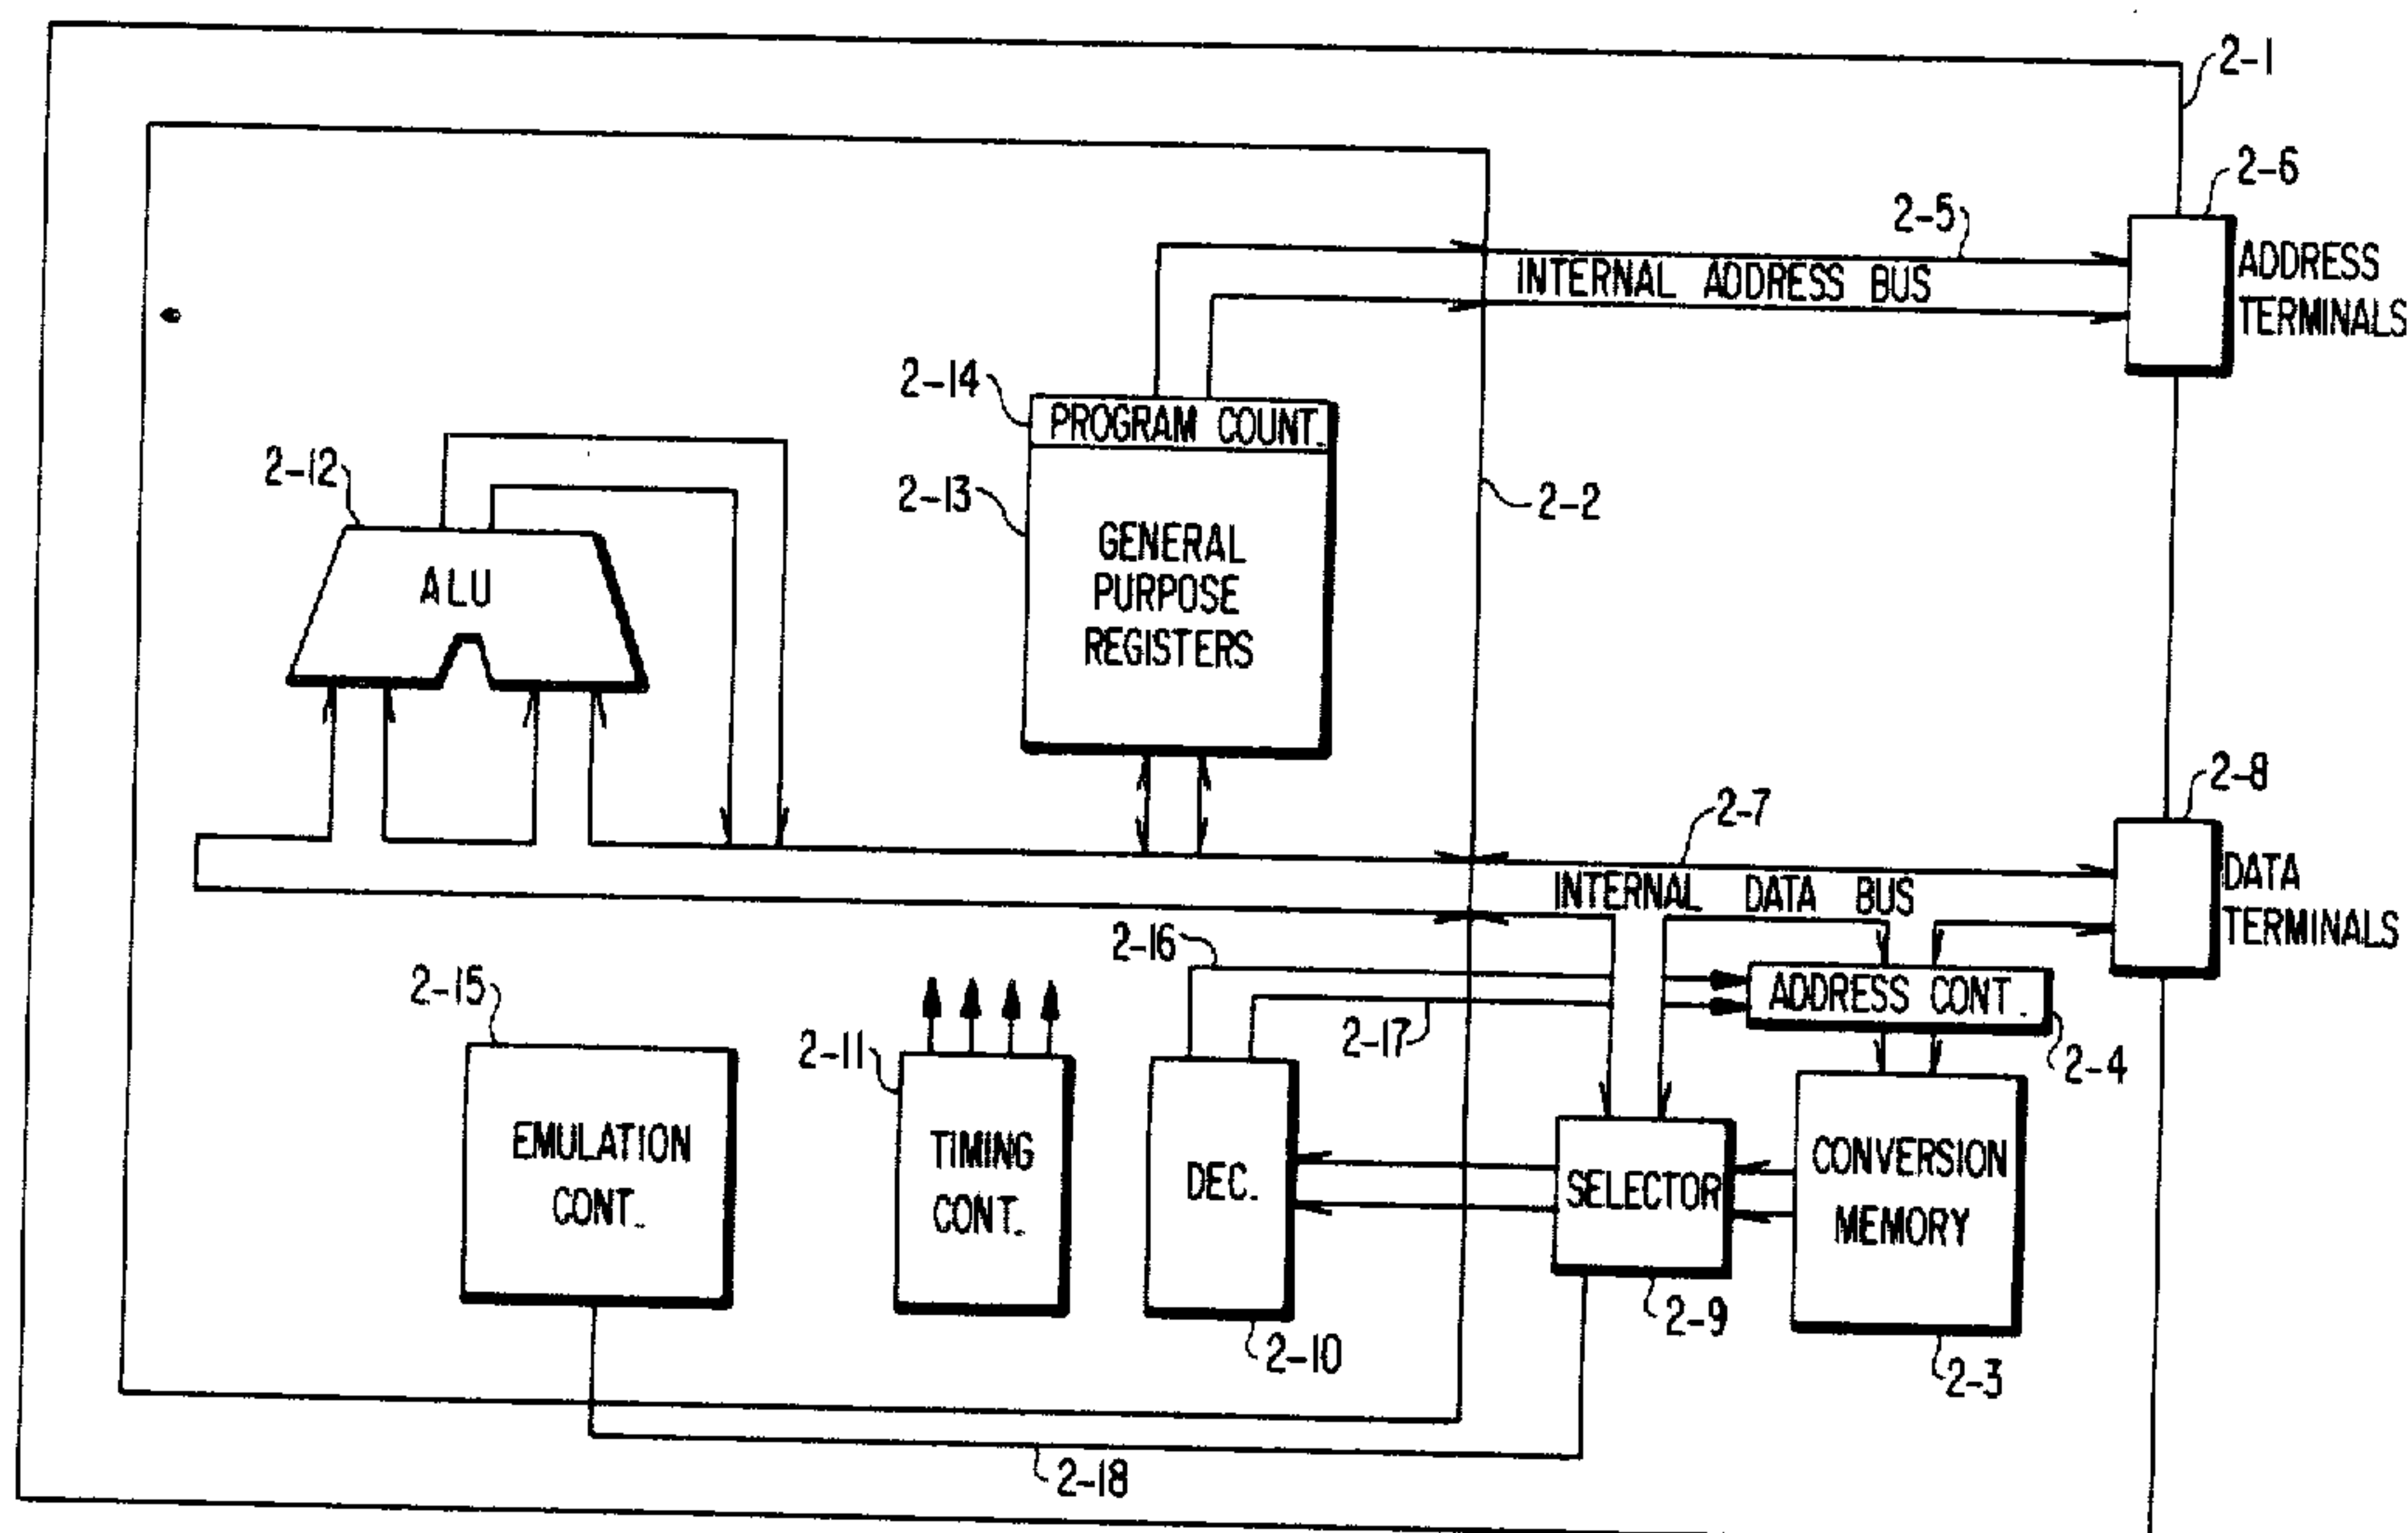 2-1
2-6
2-5
ADDRESS
TERMINALS
INTERNAL ADDRESS BUS
2-14
PROGRAM COUNT.
2-12
2-13
2-2
GENERAL
PURPOSE
REGISTERS
ALU
2-8
2-7
DATA
TERMINALS
INTERNAL DATA BUS
2-16
2-15
ADDRESS CONT.
2-17
2-11
2-4
EMULATION
CONT.
TIMING
CONT.
DEC.
SELECTOR
CONVERSION
MEMORY
2-9
2-10
2-3
2-18